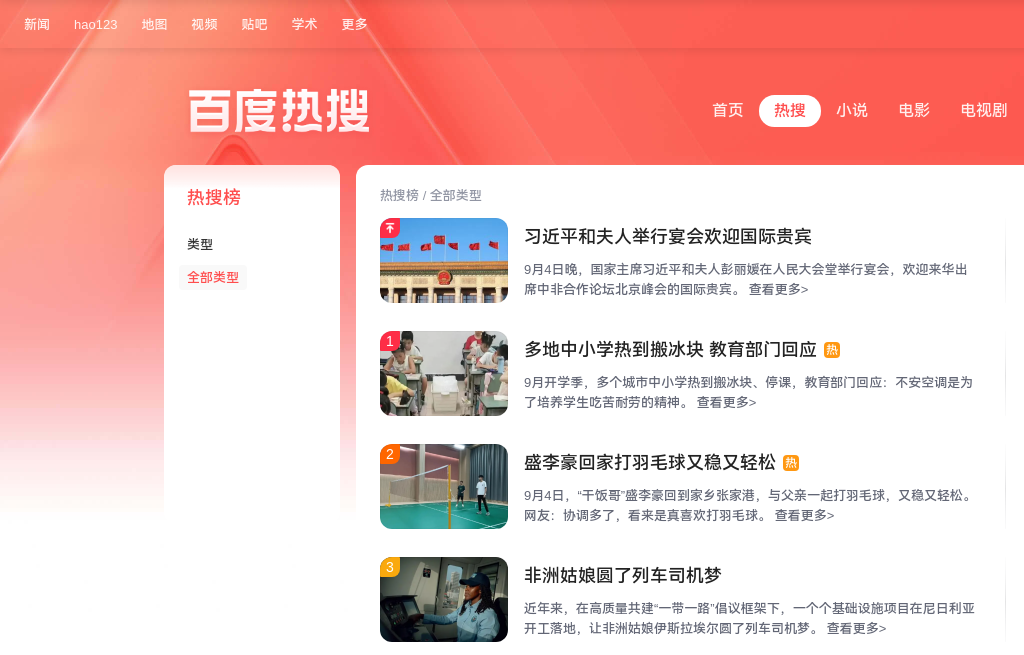 新闻 hao123 地图 视频 贴吧 学术 更多
百度热搜
首页 热搜 小说 电影 电视剧
热搜榜
类型
全部类型
热搜榜 / 全部类型
习近平和夫人举行宴会欢迎国际贵宾
9月4日晚，国家主席习近平和夫人彭丽媛在人民大会堂举行宴会，欢迎来华出
席中非合作论坛北京峰会的国际贵宾。 查看更多>
1
多地中小学热到搬冰块 教育部门回应 热
9月开学季，多个城市中小学热到搬冰块、停课，教育部门回应：不安空调是为
了培养学生吃苦耐劳的精神。 查看更多>
2
盛李豪回家打羽毛球又稳又轻松 热
9月4日，“干饭哥”盛李豪回到家乡张家港，与父亲一起打羽毛球，又稳又轻松。
网友：协调多了，看来是真喜欢打羽毛球。 查看更多>
3
非洲姑娘圆了列车司机梦
近年来，在高质量共建“一带一路”倡议框架下，一个个基础设施项目在尼日利亚
开工落地，让非洲姑娘伊斯拉埃尔圆了列车司机梦。 查看更多>